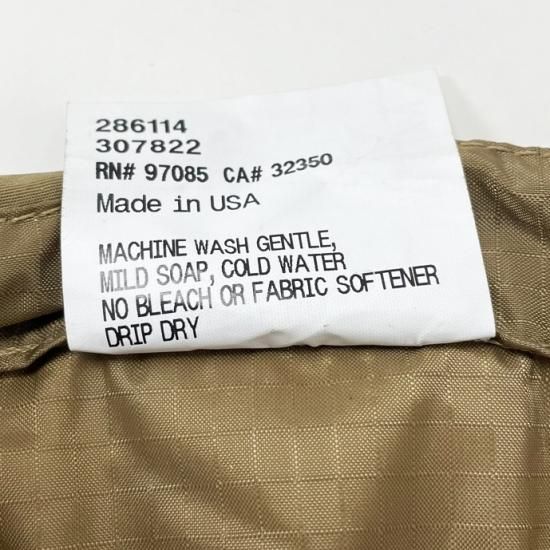 286114
307822
RN# 97085 CA# 32350
Made in USA
MACHINE WASH GENTLE,
MILD SOAP, COLD WATER
NO BLEACH OR FABRIC SOFTENER
DRIP DRY